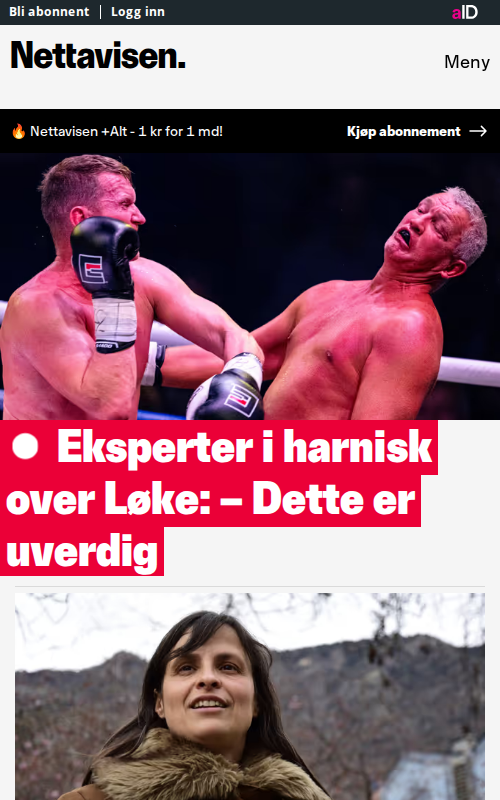 Bli abonnent | Logg inn
aID
Nettavisen.
Meny
🔥 Nettavisen +Alt - 1 kr for 1 md!
Kjøp abonnement →
Eksperter i harnisk
over Løke: – Dette er
uverdig